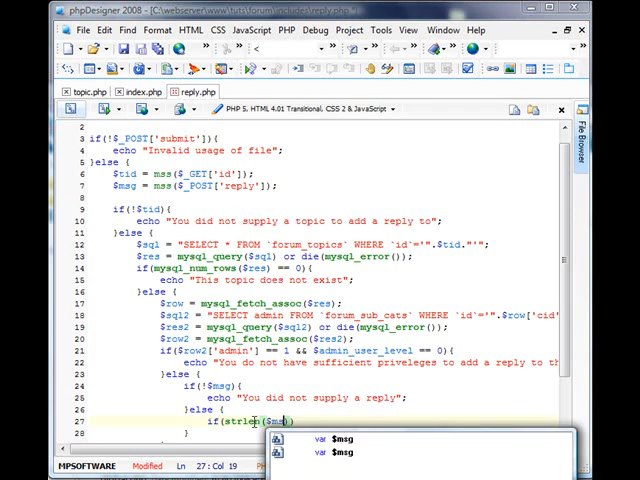 phpDesigner 2008 - [C:\webserver\www\tuts\forum\includes\reply.php *]
File Edit Find Format HTML CSS JavaScript PHP Debug Project Tools View Window Help
topic.php index.php reply.php
PHP 5, HTML 4.01 Transitional, CSS 2 & JavaScript
File Browser
2
3 if(!$_POST['submit']){
4 echo "Invalid usage of file";
5 }else {
6 $tid = mss($_GET['id']);
7 $msg = mss($_POST['reply']);
8
9 if(!$tid){
10 echo "You did not supply a topic to add a reply to";
11 }else {
12 $sql = "SELECT * FROM `forum_topics` WHERE `id`='".$tid."'";
13 $res = mysql_query($sql) or die(mysql_error());
14 if(mysql_num_rows($res) == 0){
15 echo "This topic does not exist";
16 }else {
17 $row = mysql_fetch_assoc($res);
18 $sql2 = "SELECT admin FROM `forum_sub_cats` WHERE `id`='".$row['cid'
19 $res2 = mysql_query($sql2) or die(mysql_error());
20 $row2 = mysql_fetch_assoc($res2);
21 if($row2['admin'] == 1 && $admin_user_level == 0){
22 echo "You do not have sufficient priveleges to add a reply to th
23 }else {
24 if(!$msg){
25 echo "You did not supply a reply";
26 }else {
27 if(strlen($ms))
28 }
var $msg
var $msg
MPSOFTWARE Modified Ln 27 : Col 19